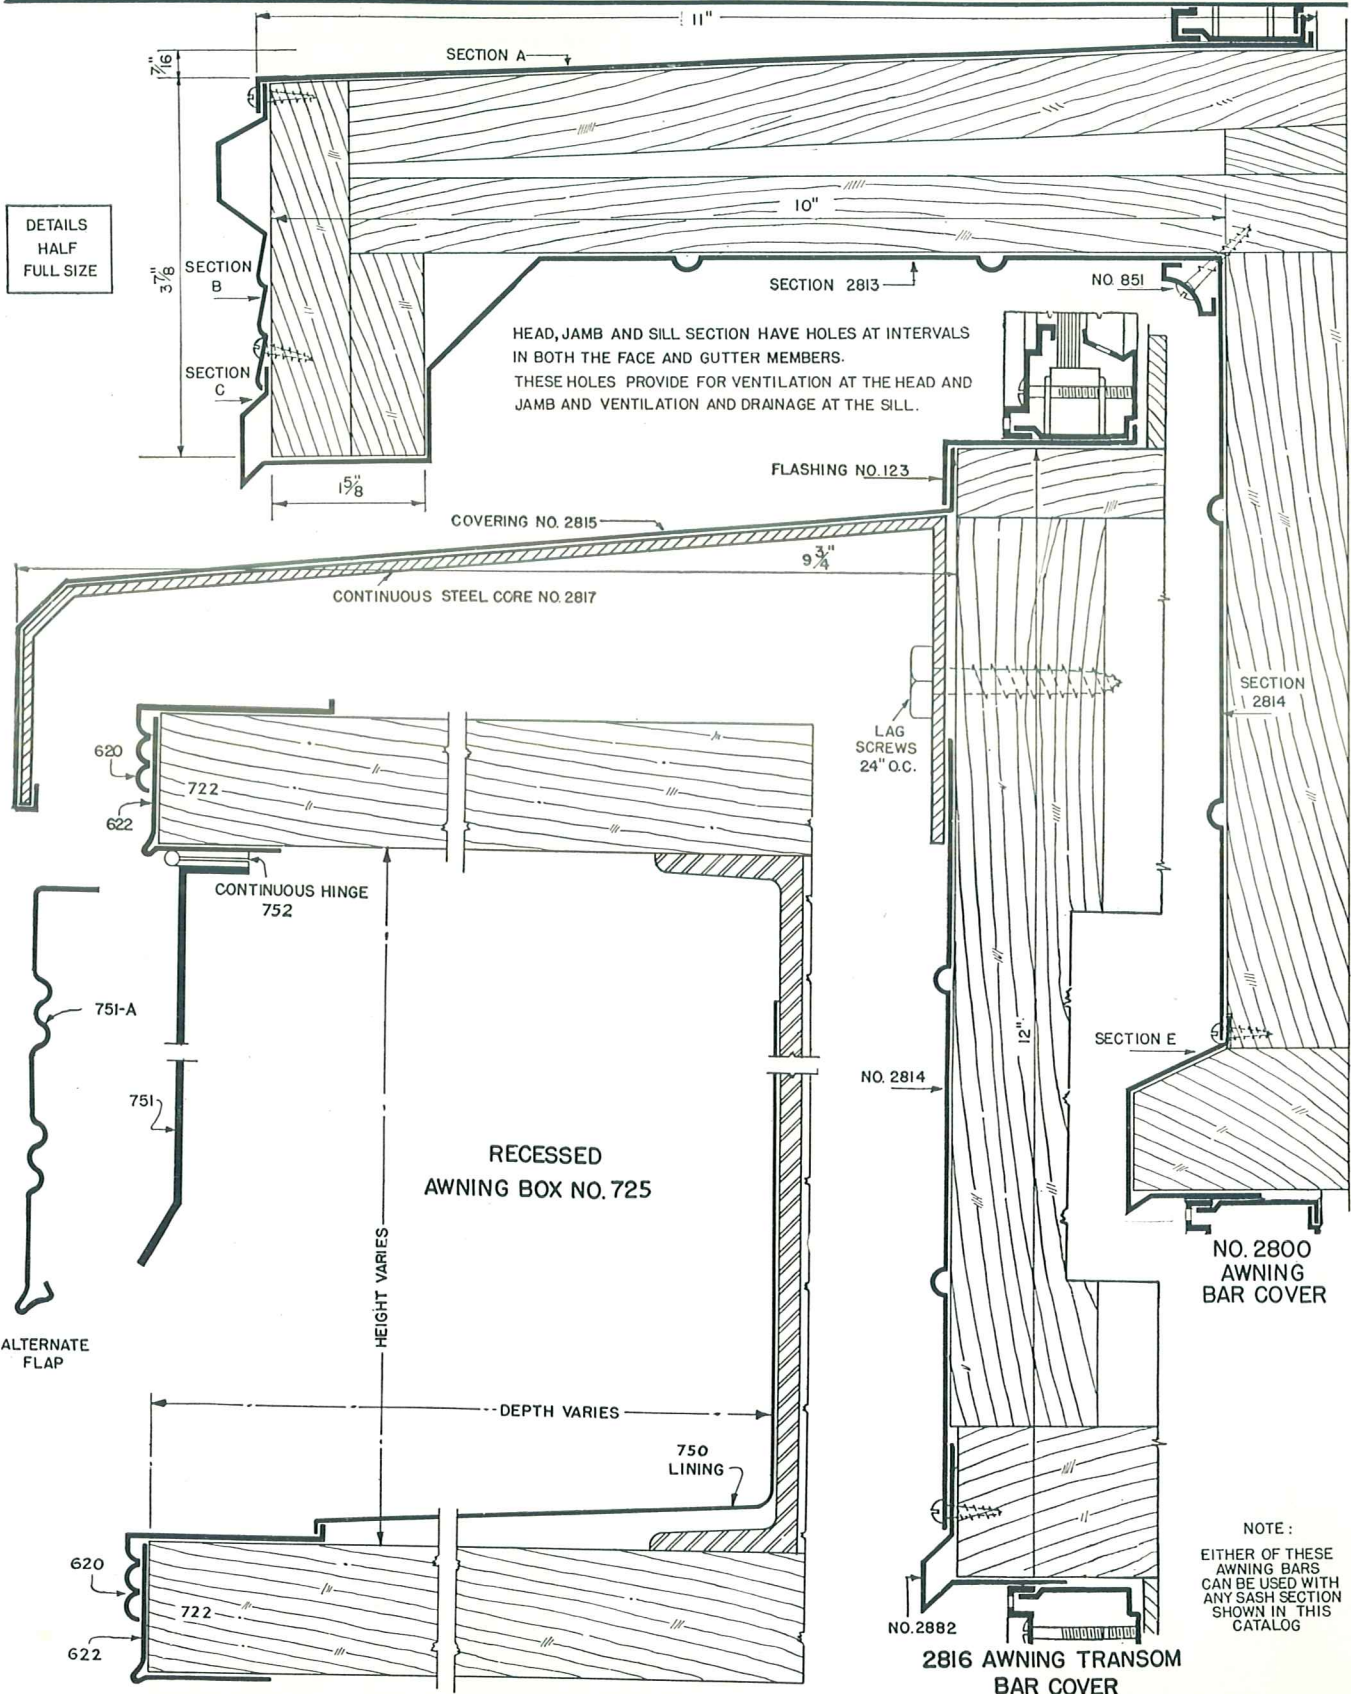 11"
SECTION A
7/16"
DETAILS
HALF
FULL SIZE
3 7/8"
10"
SECTION
B
SECTION 2813
NO. 851
HEAD, JAMB AND SILL SECTION HAVE HOLES AT INTERVALS
IN BOTH THE FACE AND GUTTER MEMBERS.
THESE HOLES PROVIDE FOR VENTILATION AT THE HEAD AND
JAMB AND VENTILATION AND DRAINAGE AT THE SILL.
SECTION
C
1 5/8"
FLASHING NO. 123
COVERING NO. 2815
9 3/4"
CONTINUOUS STEEL CORE NO. 2817
SECTION
2814
LAG
SCREWS
24" O.C.
620
722
622
CONTINUOUS HINGE
752
751-A
12"
SECTION E
NO. 2814
751
RECESSED
AWNING BOX NO. 725
HEIGHT VARIES
NO. 2800
AWNING
BAR COVER
ALTERNATE
FLAP
DEPTH VARIES
750
LINING
620
722
622
NOTE:
EITHER OF THESE
AWNING BARS
CAN BE USED WITH
ANY SASH SECTION
SHOWN IN THIS
CATALOG
NO. 2882
2816 AWNING TRANSOM
BAR COVER